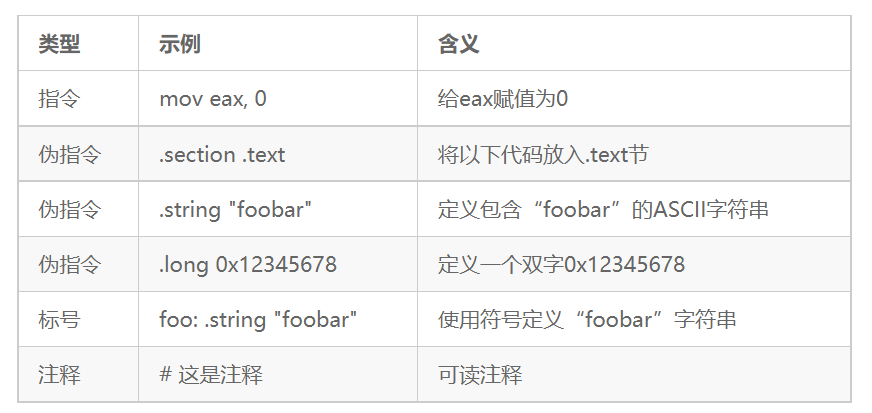 类型 示例 含义
指令 mov eax, 0 给eax赋值为0
伪指令 .section .text 将以下代码放入.text节
伪指令 .string "foobar" 定义包含“foobar”的ASCII字符串
伪指令 .long 0x12345678 定义一个双字0x12345678
标号 foo: .string "foobar" 使用符号定义“foobar”字符串
注释 # 这是注释 可读注释